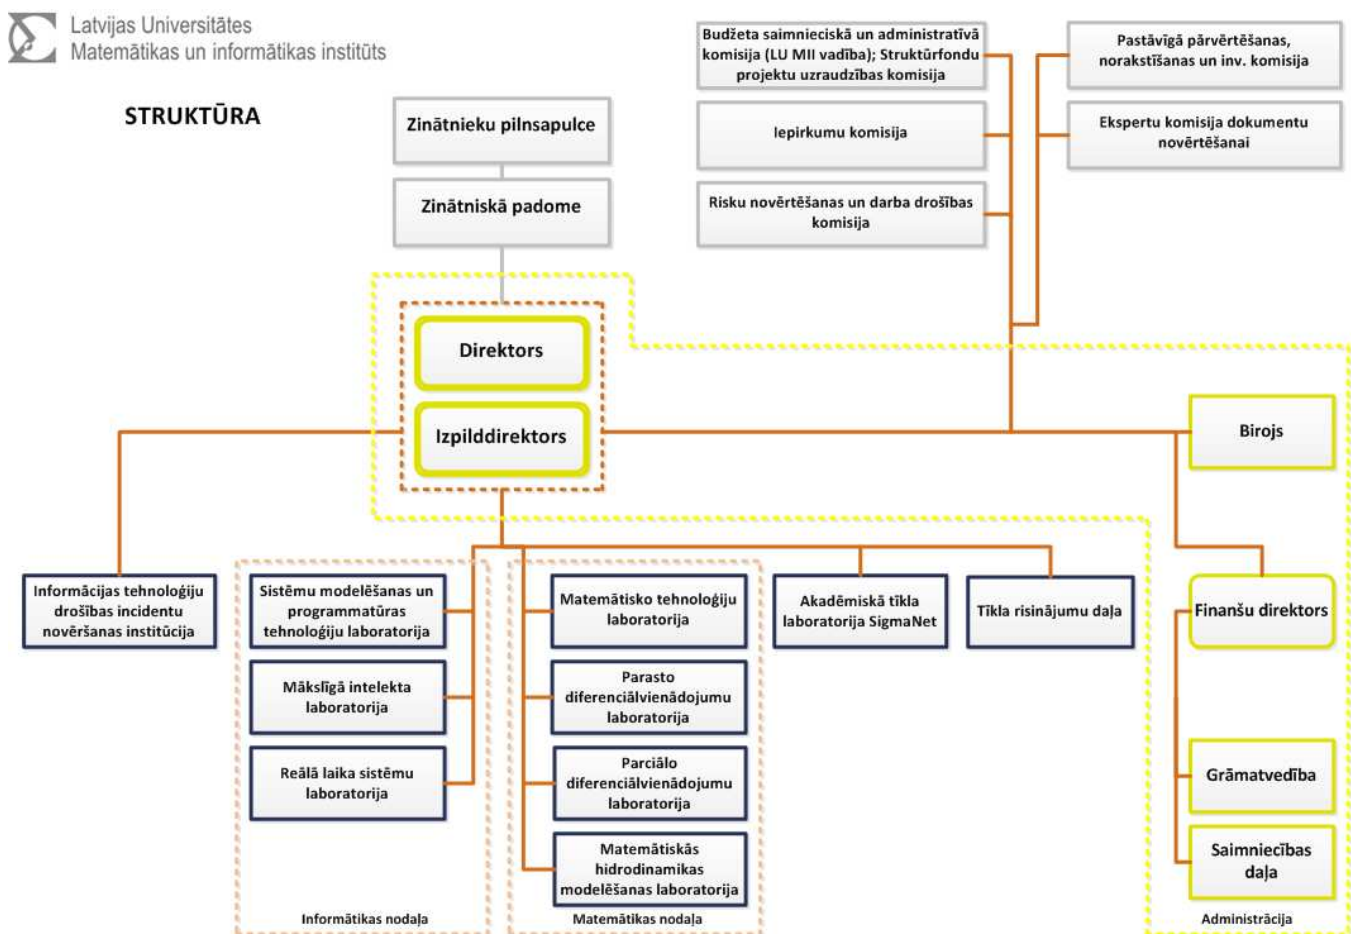 Latvijas Universitātes
Matemātikas un informātikas institūts
STRUKTŪRA
Zinātnieku pilnsapulce
Zinātniskā padome
Budžeta saimnieciskā un administratīvā
komisija (LU MII vadība); Struktūrfondu
projektu uzraudzības komisija
Pastāvīgā pārvērtēšanas,
norakstīšanas un inv. komisija
Iepirkumu komisija
Ekspertu komisija dokumentu
novērtēšanai
Risku novērtēšanas un darba drošības
komisija
Direktors
Izpilddirektors
Birojs
Informācijas tehnoloģiju
drošības incidentu
novēršanas institūcija
Sistēmu modelēšanas un
programmatūras
tehnoloģiju laboratorija
Mākslīgā intelekta
laboratorija
Reālā laika sistēmu
laboratorija
Informātikas nodaļa
Matemātisko tehnoloģiju
laboratorija
Parasto
diferenciālvienādojumu
laboratorija
Parciālo
diferenciālvienādojumu
laboratorija
Matemātiskās
hidrodinamikas
modelēšanas laboratorija
Matemātikas nodaļa
Akadēmiskā tīkla
laboratorija SigmaNet
Tīkla risinājumu daļa
Finanšu direktors
Grāmatvedība
Saimniecības
daļa
Administrācija